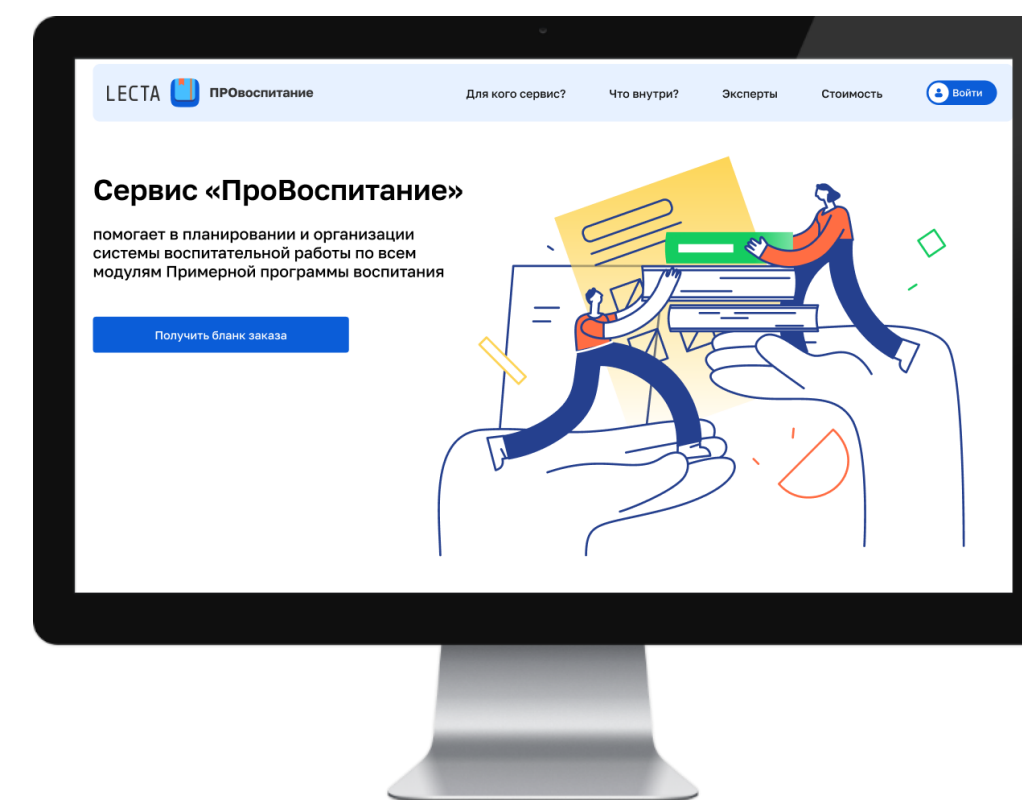 LECTA ПРОвоспитание
Для кого сервис? Что внутри? Эксперты Стоимость Войти
Сервис «ПроВоспитание»
помогает в планировании и организации
системы воспитательной работы по всем
модулям Примерной программы воспитания
Получить бланк заказа